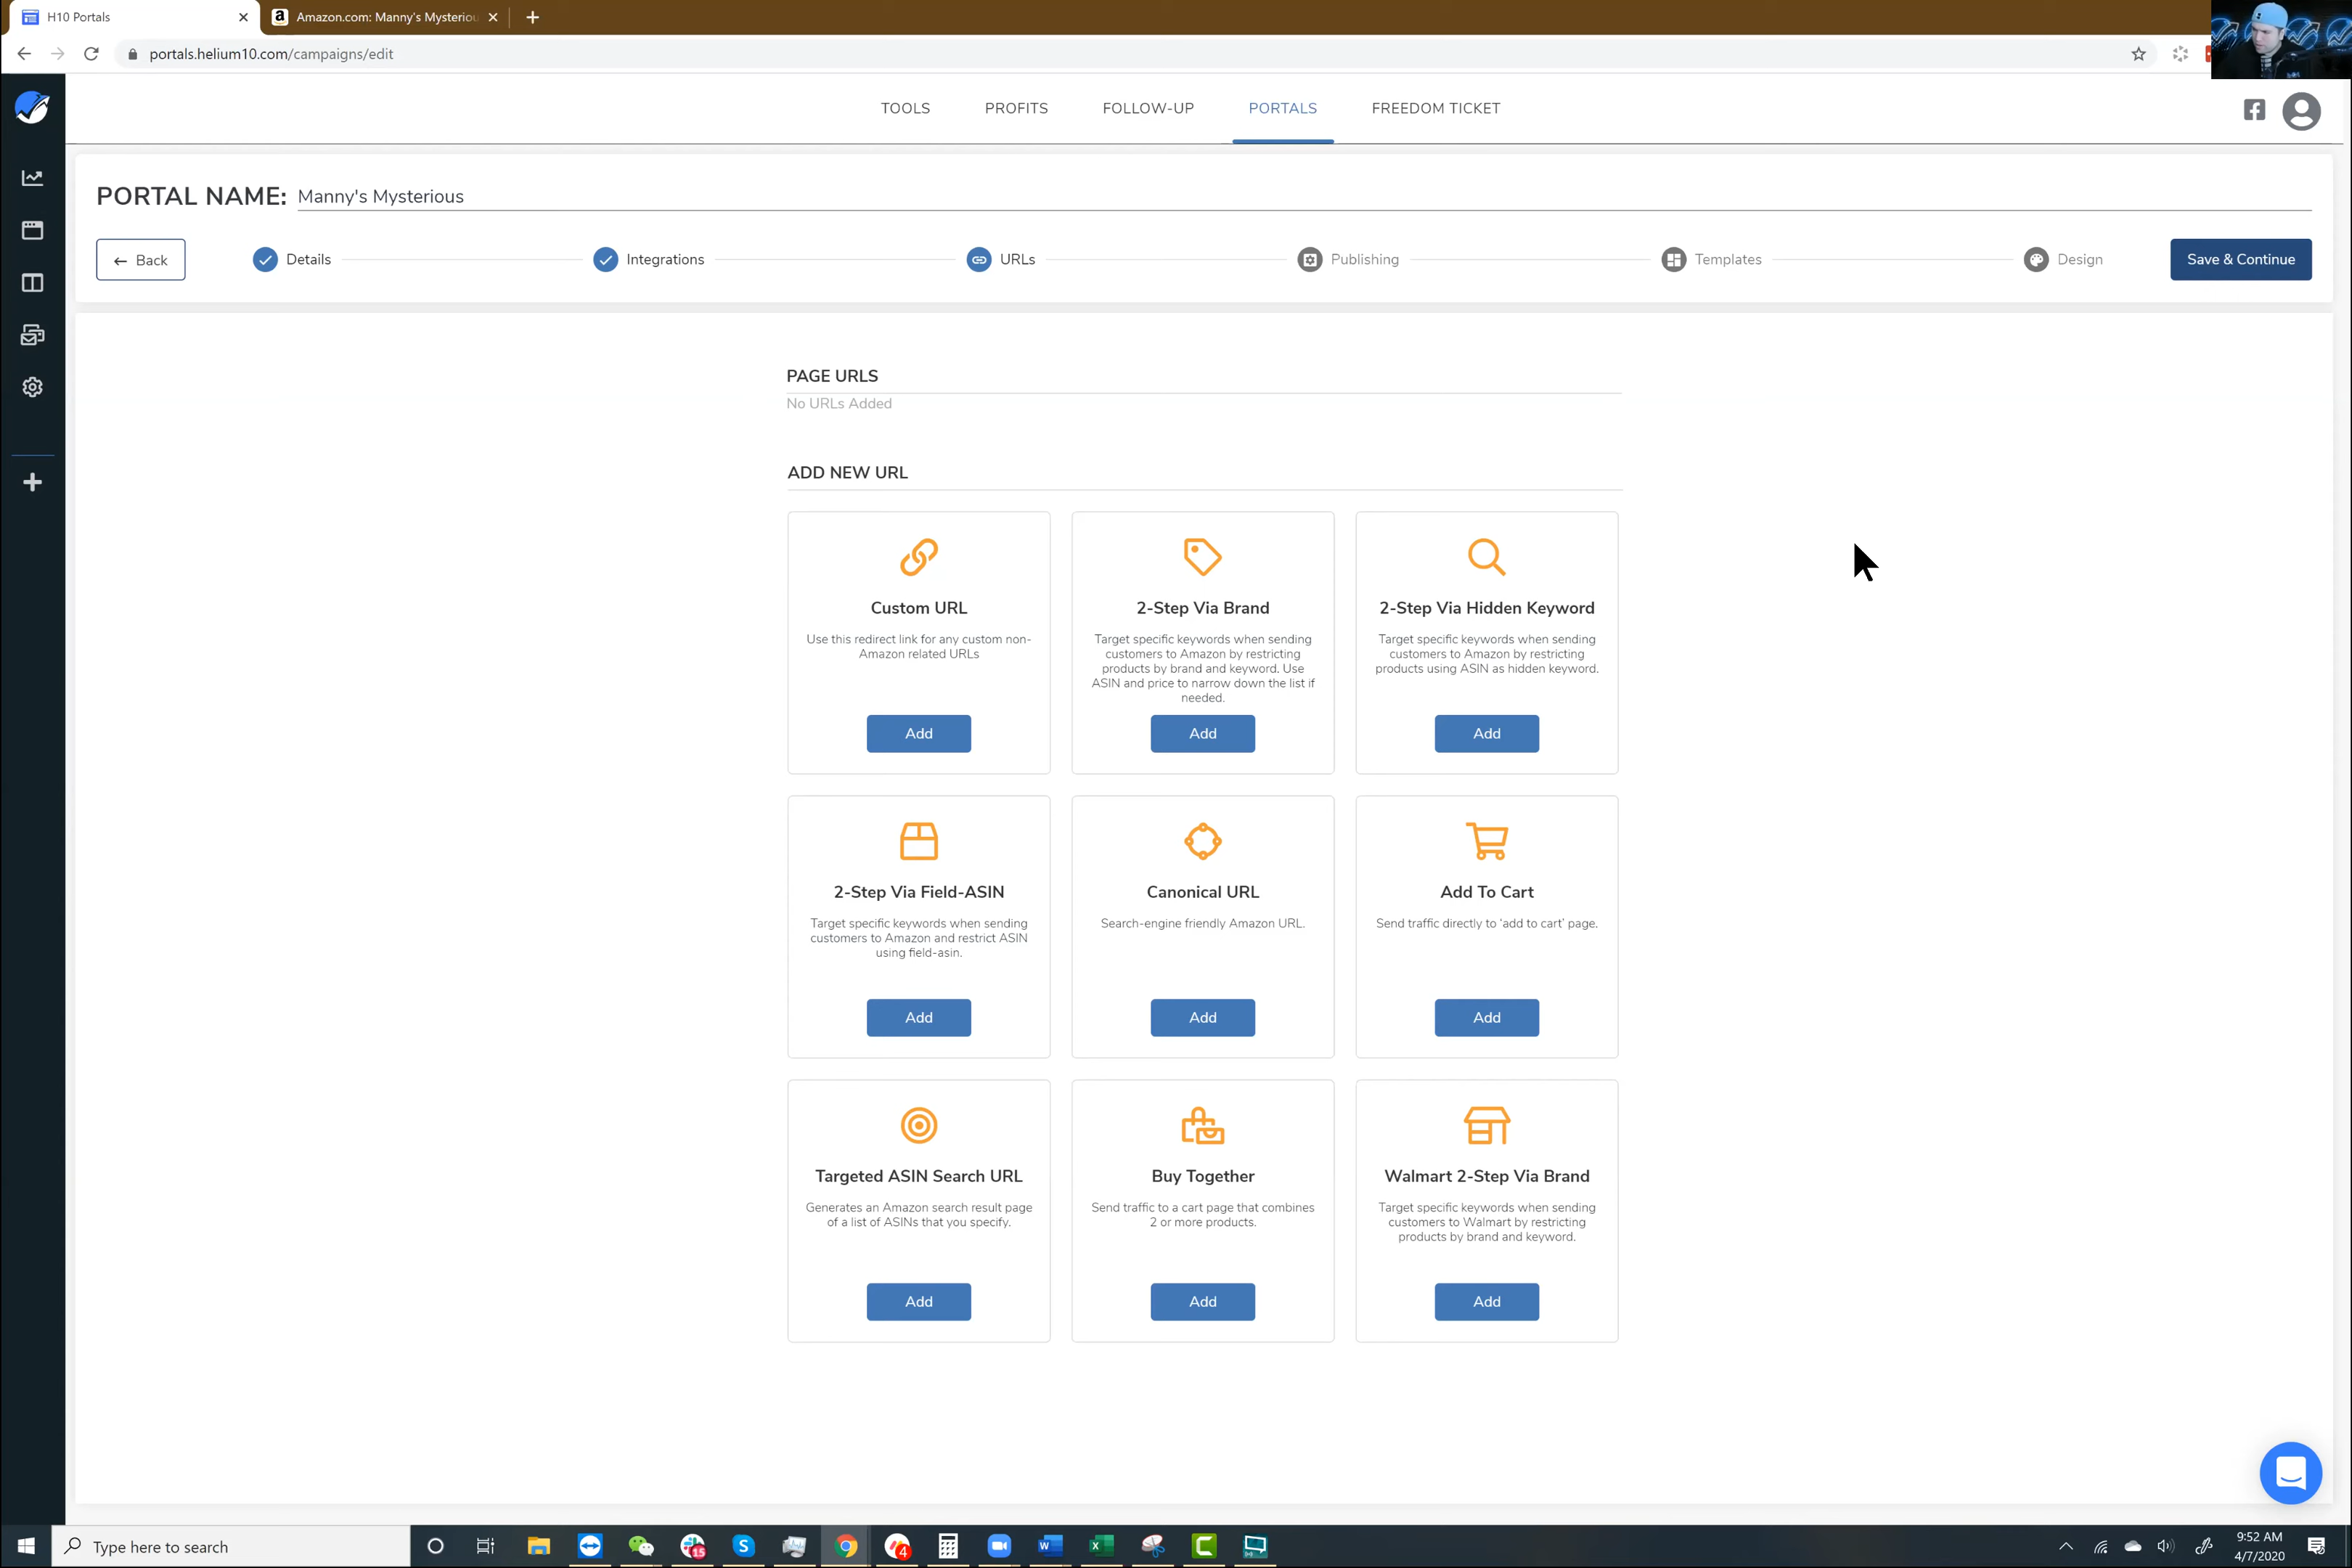 H10 Portals
Amazon.com: Manny's Mysteriou
portals.helium10.com/campaigns/edit
TOOLS
PROFITS
FOLLOW-UP
PORTALS
FREEDOM TICKET
PORTAL NAME: Manny's Mysterious
Back
Details
Integrations
URLs
Publishing
Templates
Design
Save & Continue
PAGE URLS
No URLs Added
ADD NEW URL
Custom URL
Use this redirect link for any custom non-
Amazon related URLs
Add
2-Step Via Brand
Target specific keywords when sending
customers to Amazon by restricting
products by brand and keyword. Use
ASIN and price to narrow down the list if
needed.
Add
2-Step Via Hidden Keyword
Target specific keywords when sending
customers to Amazon by restricting
products using ASIN as hidden keyword.
Add
2-Step Via Field-ASIN
Target specific keywords when sending
customers to Amazon and restrict ASIN
using field-asin.
Add
Canonical URL
Search-engine friendly Amazon URL.
Add
Add To Cart
Send traffic directly to 'add to cart' page.
Add
Targeted ASIN Search URL
Generates an Amazon search result page
of a list of ASINs that you specify.
Add
Buy Together
Send traffic to a cart page that combines
2 or more products.
Add
Walmart 2-Step Via Brand
Target specific keywords when sending
customers to Walmart by restricting
products by brand and keyword.
Add
Type here to search
15
4
9:52 AM
4/7/2020